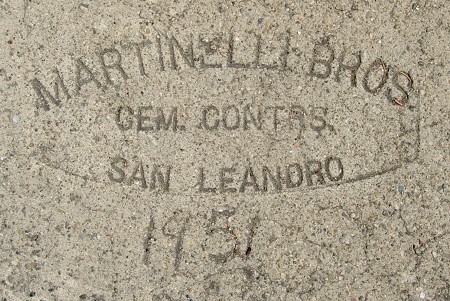 MARTINELLI BROS.
CEM. CONTRS.
SAN LEANDRO
1951